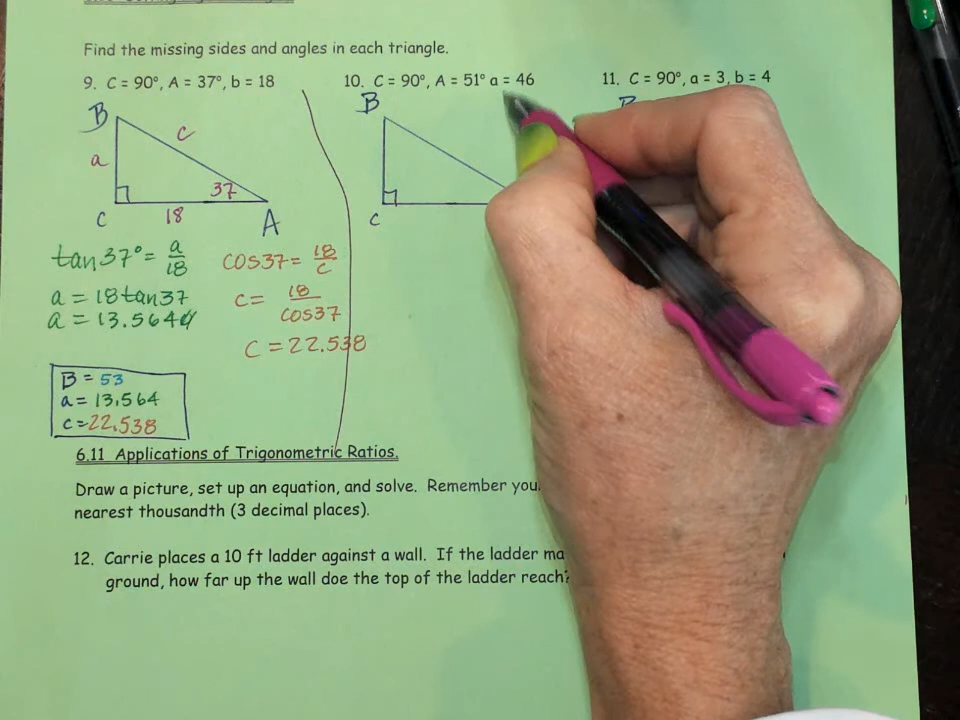 Find the missing sides and angles in each triangle.
9. C = 90°, A = 37°, b = 18
B
c
a
37
C
18
A
tan37° = a/18
a = 18tan37
a = 13.564
cos37 = 18/c
c = 18/cos37
c = 22.538
B = 53
a = 13.564
c = 22.538
10. C = 90°, A = 51° a = 46
B
C
11. C = 90°, a = 3, b = 4
6.11 Applications of Trigonometric Ratios.
Draw a picture, set up an equation, and solve. Remember you
nearest thousandth (3 decimal places).
12. Carrie places a 10 ft ladder against a wall. If the ladder ma
ground, how far up the wall doe the top of the ladder reach?